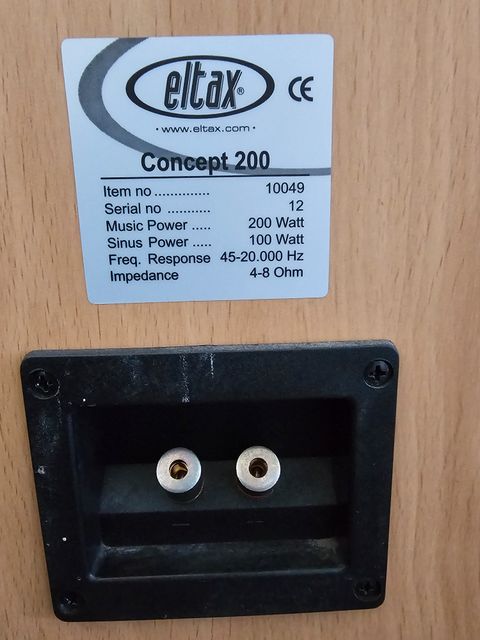 eltax®
CE
• www.eltax.com •
Concept 200
Item no .............. 10049
Serial no ........... 12
Music Power ..... 200 Watt
Sinus Power ..... 100 Watt
Freq. Response 45-20.000 Hz
Impedance 4-8 Ohm